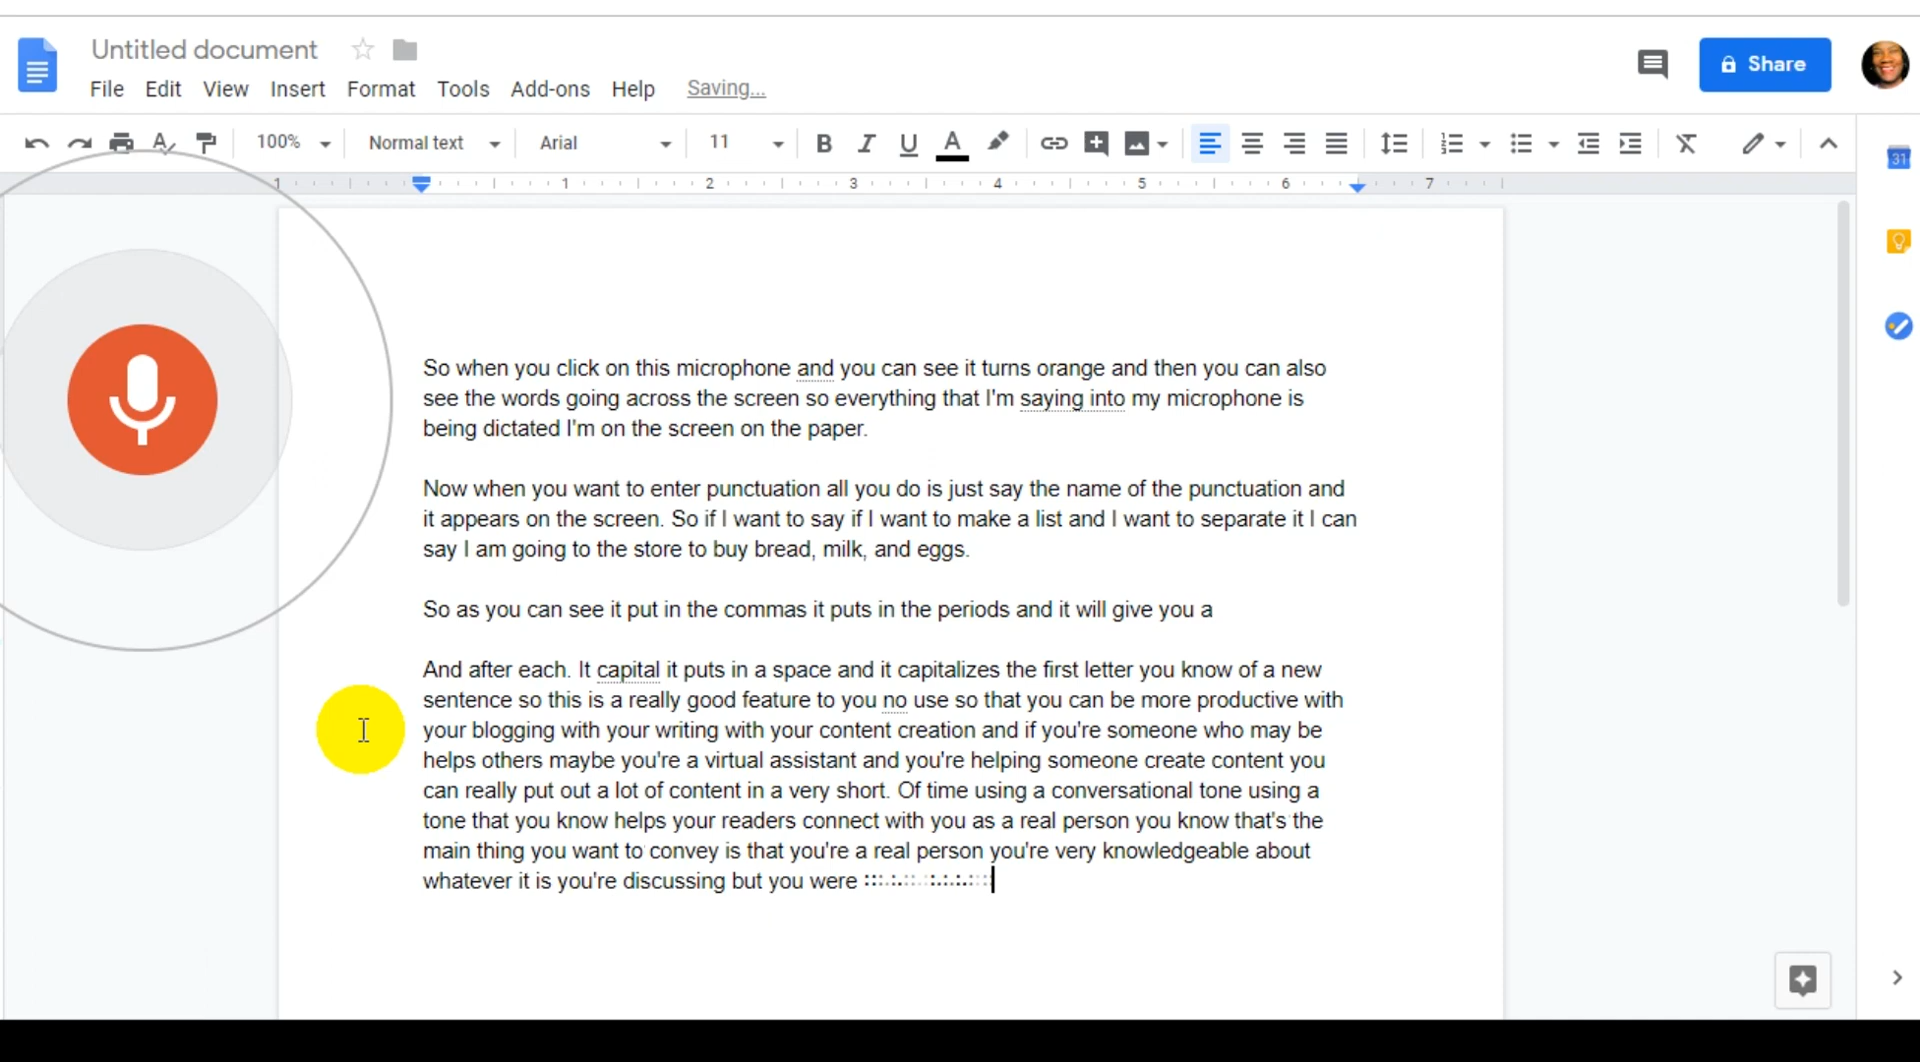 Untitled document
File Edit View Insert Format Tools Add-ons Help Saving...
Share
100% Normal text Arial 11 B I U A
1 1 2 3 4 5 6 7
31
So when you click on this microphone and you can see it turns orange and then you can also
see the words going across the screen so everything that I'm saying into my microphone is
being dictated I'm on the screen on the paper.
Now when you want to enter punctuation all you do is just say the name of the punctuation and
it appears on the screen. So if I want to say if I want to make a list and I want to separate it I can
say I am going to the store to buy bread, milk, and eggs.
So as you can see it put in the commas it puts in the periods and it will give you a
And after each. It capital it puts in a space and it capitalizes the first letter you know of a new
sentence so this is a really good feature to you no use so that you can be more productive with
your blogging with your writing with your content creation and if you're someone who may be
helps others maybe you're a virtual assistant and you're helping someone create content you
can really put out a lot of content in a very short. Of time using a conversational tone using a
tone that you know helps your readers connect with you as a real person you know that's the
main thing you want to convey is that you're a real person you're very knowledgeable about
whatever it is you're discussing but you were